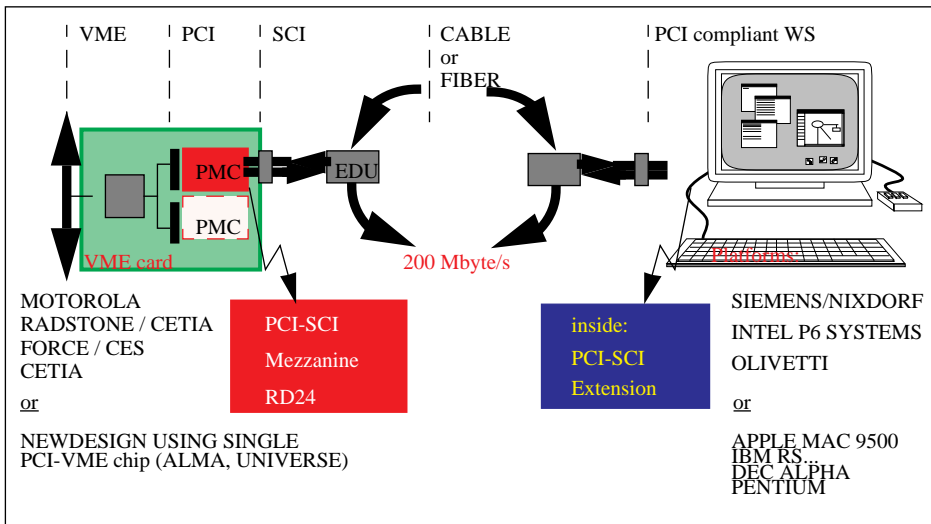 VME
PCI
SCI
CABLE
or
FIBER
PCI compliant WS
PMC
EDU
PMC
VME card
200 Mbyte/s
Platforms:
MOTOROLA
RADSTONE / CETIA
FORCE / CES
CETIA
or
NEWDESIGN USING SINGLE
PCI-VME chip (ALMA, UNIVERSE)
PCI-SCI
Mezzanine
RD24
inside:
PCI-SCI
Extension
SIEMENS/NIXDORF
INTEL P6 SYSTEMS
OLIVETTI
or
APPLE MAC 9500
IBM RS...
DEC ALPHA
PENTIUM